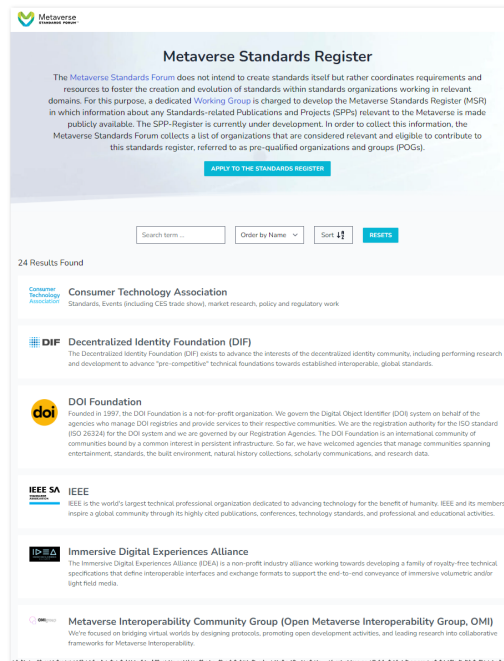 Metaverse
STANDARDS FORUM
Metaverse Standards Register
The Metaverse Standards Forum does not intend to create standards itself but rather coordinates requirements and
resources to foster the creation and evolution of standards within standards organizations working in relevant
domains. For this purpose, a dedicated Working Group is charged to develop the Metaverse Standards Register (MSR)
in which information about any Standards-related Publications and Projects (SPPs) relevant to the Metaverse is made
publicly available. The SPP-Register is currently under development. In order to collect this information, the
Metaverse Standards Forum collects a list of organizations that are considered relevant and eligible to contribute to
this standards register, referred to as pre-qualified organizations and groups (POGs).
APPLY TO THE STANDARDS REGISTER
Search term ... Order by Name Sort RESETS
24 Results Found
Consumer
Technology
Association
Consumer Technology Association
Standards, Events (including CES trade show), market research, policy and regulatory work
DIF
Decentralized Identity Foundation (DIF)
The Decentralized Identity Foundation (DIF) exists to advance the interests of the decentralized identity community, including performing research
and development to advance "pre-competitive" technical foundations towards established interoperable, global standards.
doi
DOI Foundation
Founded in 1997, the DOI Foundation is a not-for-profit organization. We govern the Digital Object Identifier (DOI) system on behalf of the
agencies who manage DOI registries and provide services to their respective communities. We are the registration authority for the ISO standard
(ISO 26324) for the DOI system and we are governed by our Registration Agencies. The DOI Foundation is an international community of
communities bound by a common interest in persistent infrastructure. So far, we have welcomed agencies that manage communities spanning
entertainment, standards, the built environment, natural history collections, scholarly communications, and research data.
IEEE SA
IEEE
IEEE is the world's largest technical professional organization dedicated to advancing technology for the benefit of humanity. IEEE and its members
inspire a global community through its highly cited publications, conferences, technology standards, and professional and educational activities.
Immersive Digital Experiences Alliance
The Immersive Digital Experiences Alliance (IDEA) is a non-profit industry alliance working towards developing a family of royalty-free technical
specifications that define interoperable interfaces and exchange formats to support the end-to-end conveyance of immersive volumetric and/or
light field media.
Metaverse Interoperability Community Group (Open Metaverse Interoperability Group, OMI)
We're focused on bridging virtual worlds by designing protocols, promoting open development activities, and leading research into collaborative
frameworks for Metaverse Interoperability.